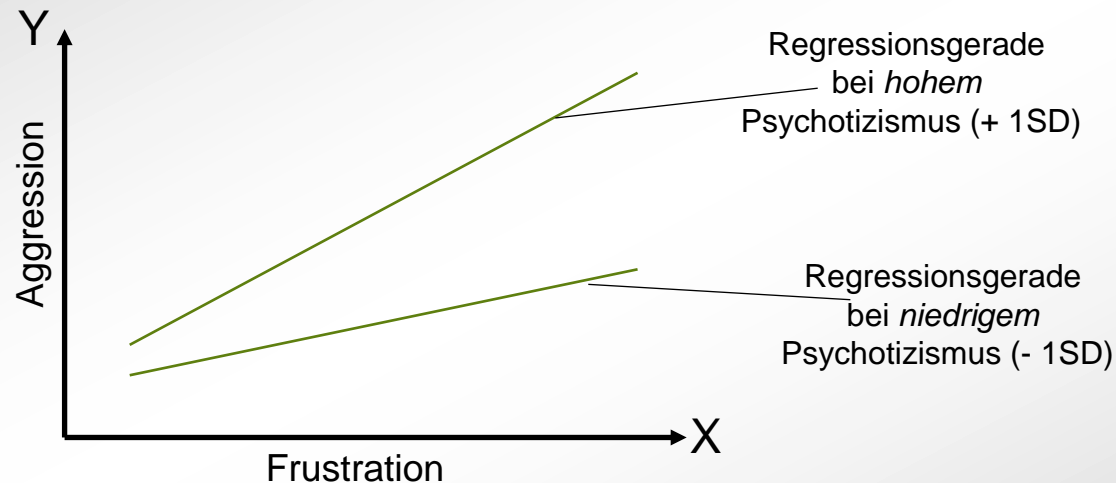 Y
Aggression
Regressionsgerade
bei hohem
Psychotizismus (+ 1SD)
Regressionsgerade
bei niedrigem
Psychotizismus (- 1SD)
X
Frustration